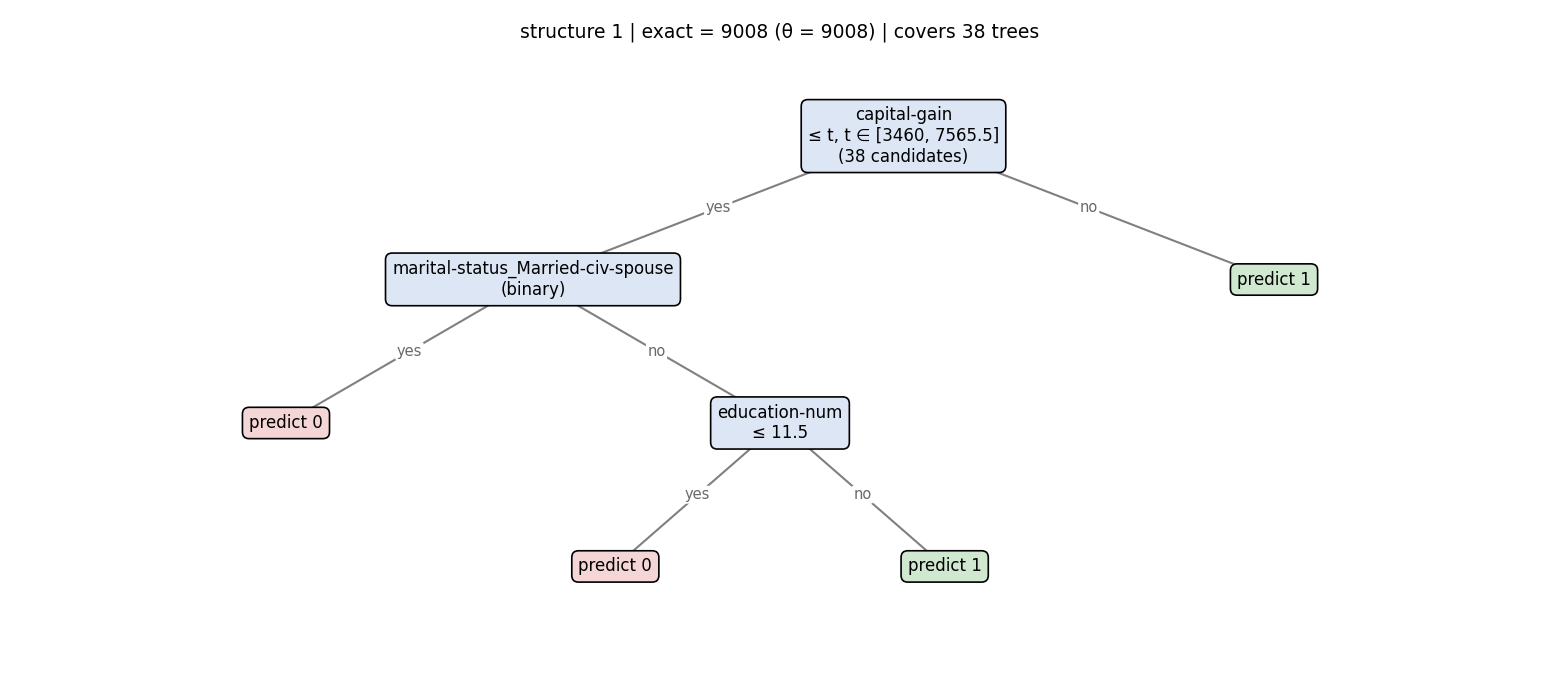 structure 1 | exact = 9008 (θ = 9008) | covers 38 trees
capital-gain
≤ t, t ∈ [3460, 7565.5]
(38 candidates)
yes
no
marital-status_Married-civ-spouse
(binary)
predict 1
yes
no
predict 0
education-num
≤ 11.5
yes
no
predict 0
predict 1